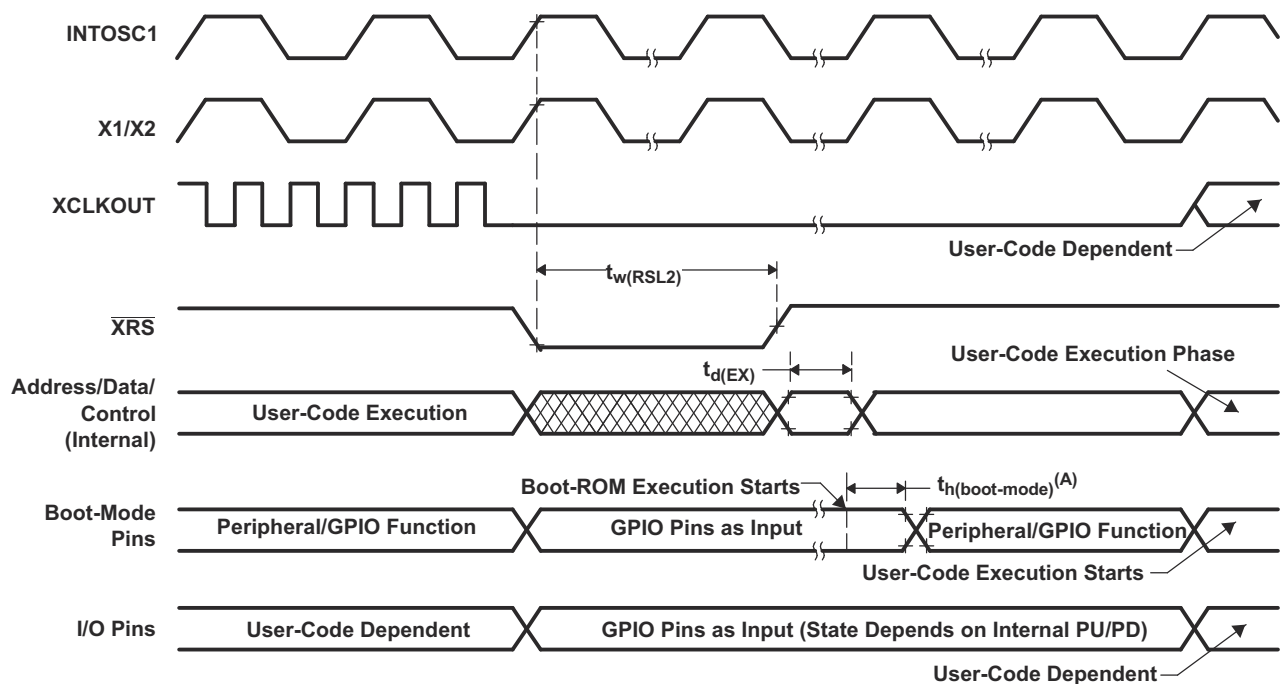 INTOSC1
X1/X2
XCLKOUT
User-Code Dependent
tw(RSL2)
XRS
User-Code Execution Phase
td(EX)
Address/Data/
Control
(Internal)
User-Code Execution
Boot-ROM Execution Starts
th(boot-mode)(A)
Boot-Mode
Pins
Peripheral/GPIO Function
GPIO Pins as Input
Peripheral/GPIO Function
User-Code Execution Starts
I/O Pins
User-Code Dependent
GPIO Pins as Input (State Depends on Internal PU/PD)
User-Code Dependent